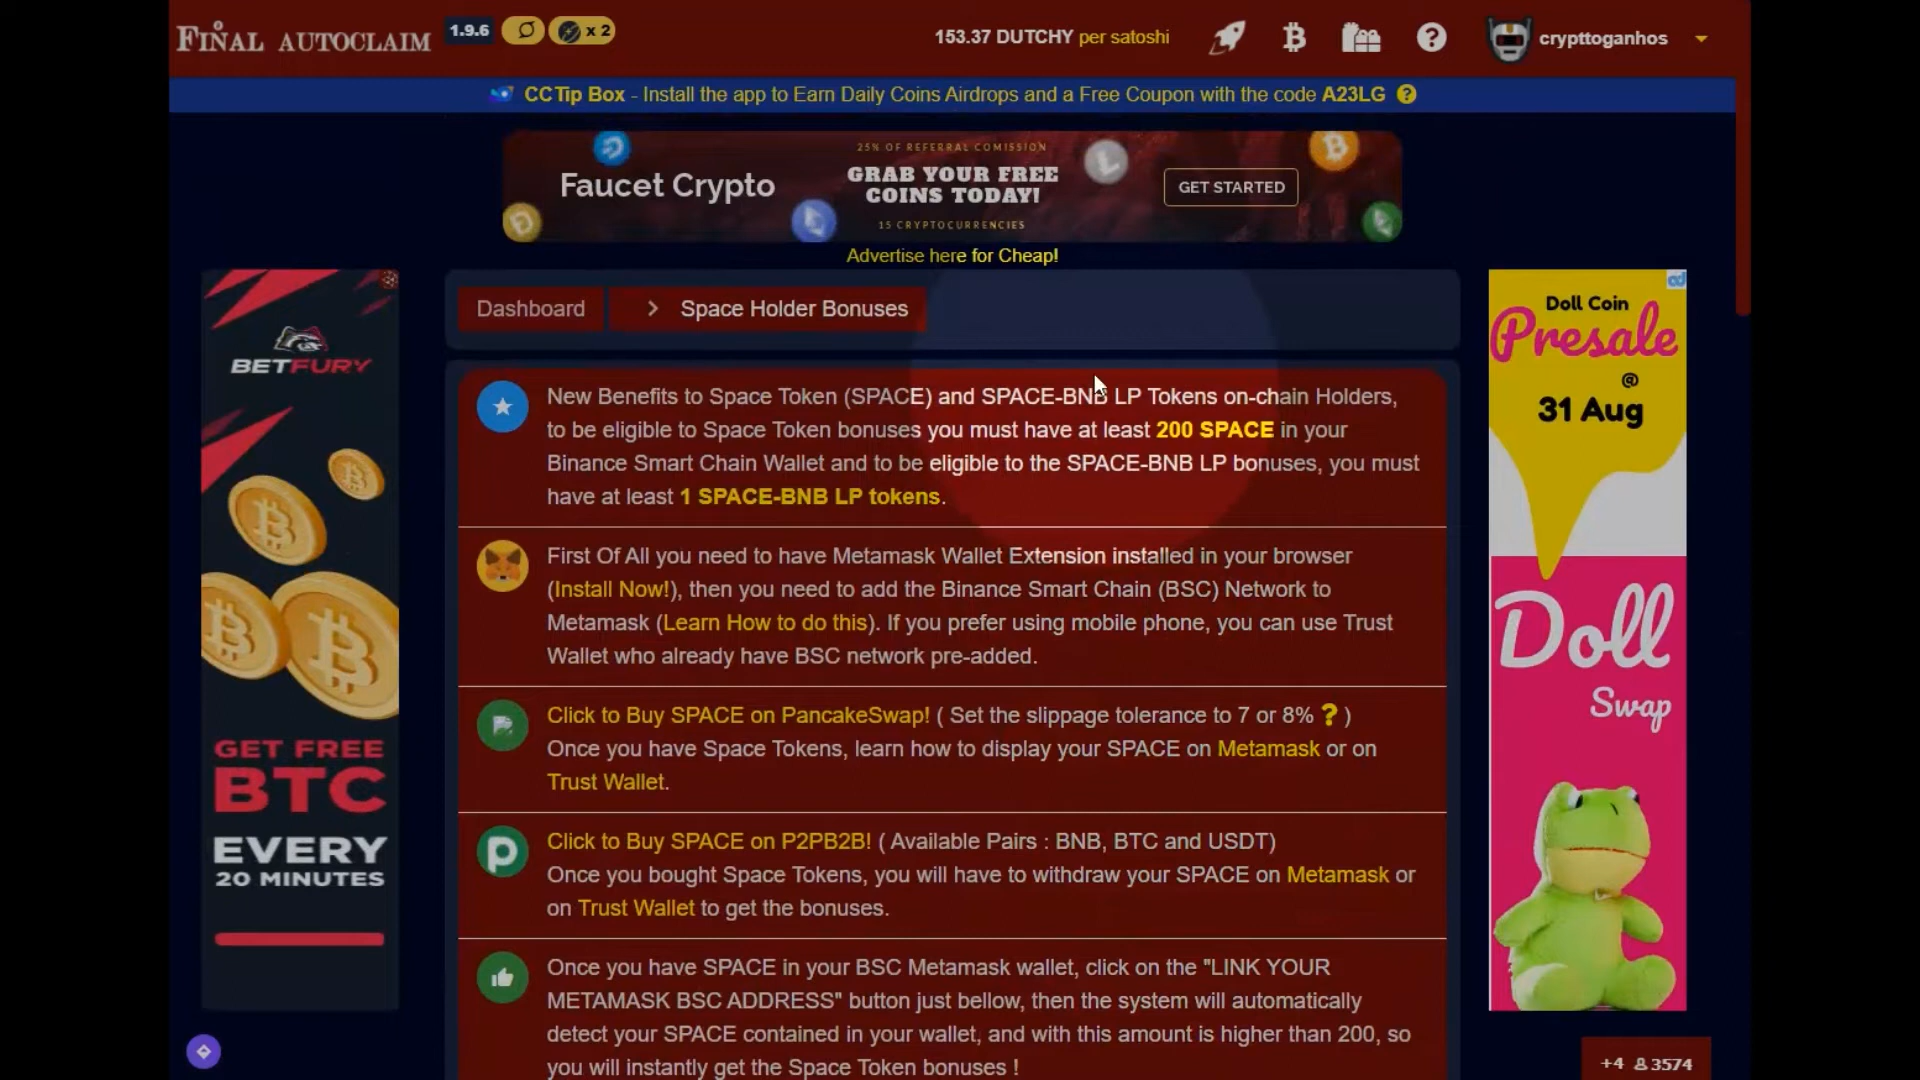 FINAL AUTOCLAIM
1.9.6
x 2
153.37 DUTCHY per satoshi
crypttoganhos
CCTip Box - Install the app to Earn Daily Coins Airdrops and a Free Coupon with the code A23LG
25% OF REFERRAL COMISSION
Faucet Crypto
GRAB YOUR FREE
COINS TODAY!
GET STARTED
15 CRYPTOCURRENCIES
Advertise here for Cheap!
Dashboard
Space Holder Bonuses
New Benefits to Space Token (SPACE) and SPACE-BNB LP Tokens on-chain Holders,
to be eligible to Space Token bonuses you must have at least 200 SPACE in your
Binance Smart Chain Wallet and to be eligible to the SPACE-BNB LP bonuses, you must
have at least 1 SPACE-BNB LP tokens.
First Of All you need to have Metamask Wallet Extension installed in your browser
(Install Now!), then you need to add the Binance Smart Chain (BSC) Network to
Metamask (Learn How to do this). If you prefer using mobile phone, you can use Trust
Wallet who already have BSC network pre-added.
Click to Buy SPACE on PancakeSwap! ( Set the slippage tolerance to 7 or 8% ? )
Once you have Space Tokens, learn how to display your SPACE on Metamask or on
Trust Wallet.
Click to Buy SPACE on P2PB2B! ( Available Pairs : BNB, BTC and USDT)
Once you bought Space Tokens, you will have to withdraw your SPACE on Metamask or
on Trust Wallet to get the bonuses.
Once you have SPACE in your BSC Metamask wallet, click on the "LINK YOUR
METAMASK BSC ADDRESS" button just bellow, then the system will automatically
detect your SPACE contained in your wallet, and with this amount is higher than 200, so
you will instantly get the Space Token bonuses !
BETFURY
GET FREE
BTC
EVERY
20 MINUTES
ad
Doll Coin
Presale
@
31 Aug
Doll
Swap
+4 3574